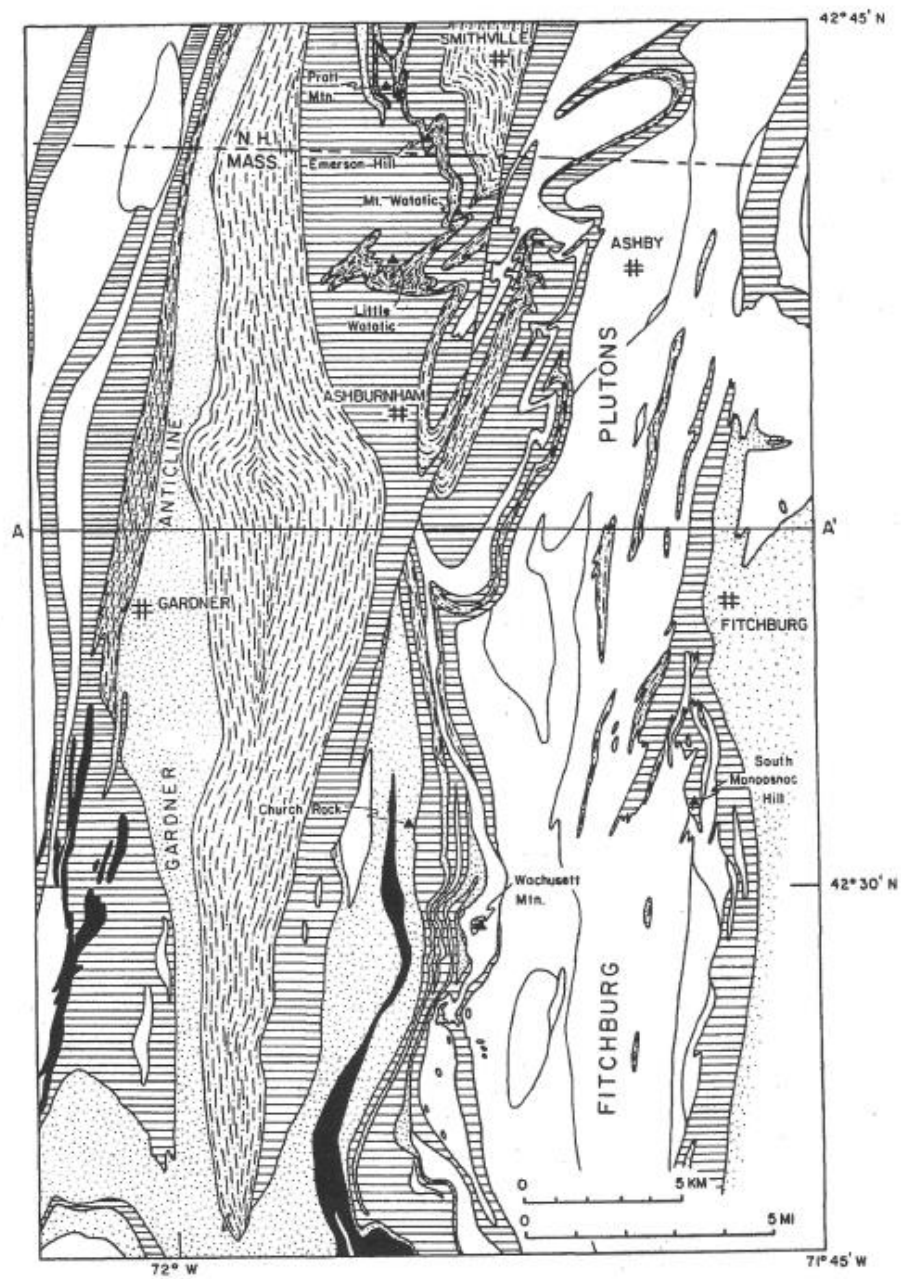 42° 45' N
SMITHVILLE
Pratt
Mtn.
N.H.
MASS.
Emerson Hill
Mt. Watatic
ASHBY
Little
Watatic
PLUTONS
ASHBURNHAM
ANTICLINE
A
A'
GARDNER
FITCHBURG
GARDNER
South
Monoosnoc
Hill
Church Rock
42° 30' N
Wachusett
Mtn.
FITCHBURG
0
5 KM
0
5 MI
72° W
71° 45' W